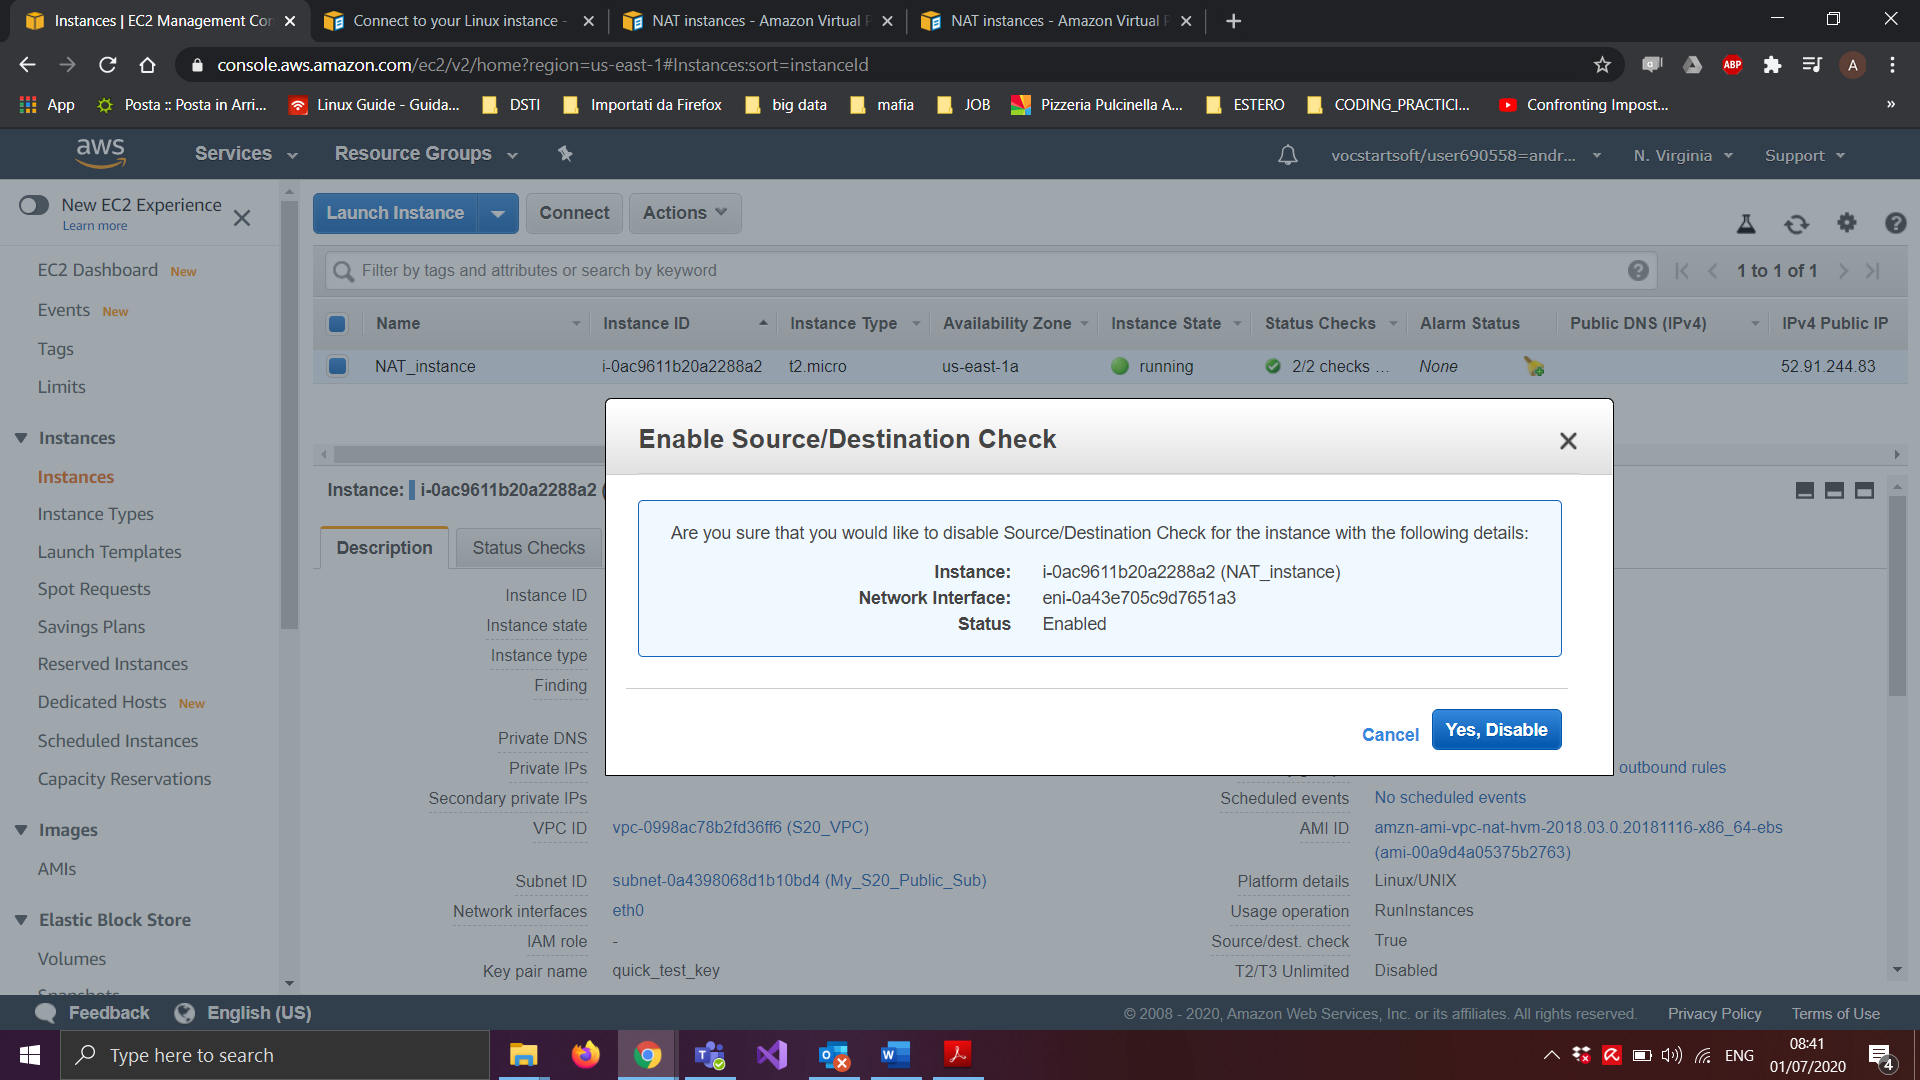 Instances | EC2 Management Con
Connect to your Linux instance -
NAT instances - Amazon Virtual P
NAT instances - Amazon Virtual P
console.aws.amazon.com/ec2/v2/home?region=us-east-1#Instances:sort=instanceId
ABP
A
App
Posta :: Posta in Arri...
Linux Guide - Guida...
DSTI
Importati da Firefox
big data
mafia
JOB
Pizzeria Pulcinella A...
ESTERO
CODING_PRACTICI...
Confronting Impost...
»
aws
Services
Resource Groups
vocstartsoft/user690558=andr...
N. Virginia
Support
New EC2 Experience
Learn more
EC2 Dashboard New
Events New
Tags
Limits
Instances
Instances
Instance Types
Launch Templates
Spot Requests
Savings Plans
Reserved Instances
Dedicated Hosts New
Scheduled Instances
Capacity Reservations
Images
AMIs
Elastic Block Store
Volumes
Snapshots
Launch Instance
Connect
Actions
Filter by tags and attributes or search by keyword
1 to 1 of 1
Name
Instance ID
Instance Type
Availability Zone
Instance State
Status Checks
Alarm Status
Public DNS (IPv4)
IPv4 Public IP
NAT_instance
i-0ac9611b20a2288a2
t2.micro
us-east-1a
running
2/2 checks ...
None
52.91.244.83
Instance: i-0ac9611b20a2288a2 (
Description
Status Checks
Enable Source/Destination Check
Are you sure that you would like to disable Source/Destination Check for the instance with the following details:
Instance: i-0ac9611b20a2288a2 (NAT_instance)
Network Interface: eni-0a43e705c9d7651a3
Status Enabled
Cancel
Yes, Disable
Instance ID
Instance state
Instance type
Finding
Private DNS
Private IPs
outbound rules
Secondary private IPs
Scheduled events No scheduled events
VPC ID vpc-0998ac78b2fd36ff6 (S20_VPC)
AMI ID amzn-ami-vpc-nat-hvm-2018.03.0.20181116-x86_64-ebs
(ami-00a9d4a05375b2763)
Subnet ID subnet-0a4398068d1b10bd4 (My_S20_Public_Sub)
Platform details Linux/UNIX
Network interfaces eth0
Usage operation RunInstances
IAM role -
Source/dest. check True
Key pair name quick_test_key
T2/T3 Unlimited Disabled
Feedback
English (US)
© 2008 - 2020, Amazon Web Services, Inc. or its affiliates. All rights reserved.
Privacy Policy
Terms of Use
Type here to search
ENG
08:41
01/07/2020
4